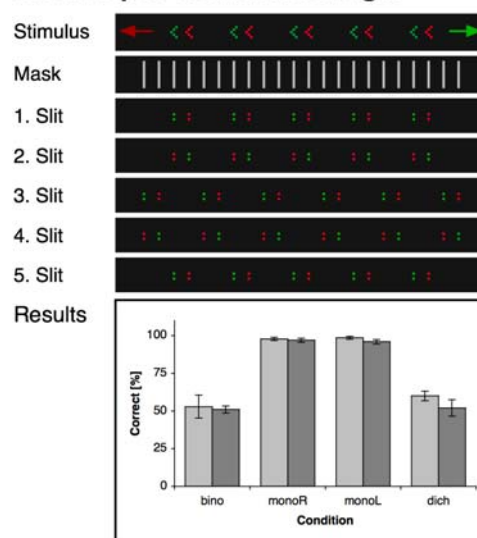 Stimulus
Mask
1. Slit
2. Slit
3. Slit
4. Slit
5. Slit
Results
Correct [%]
100
75
50
25
0
bino monoR monoL dich
Condition